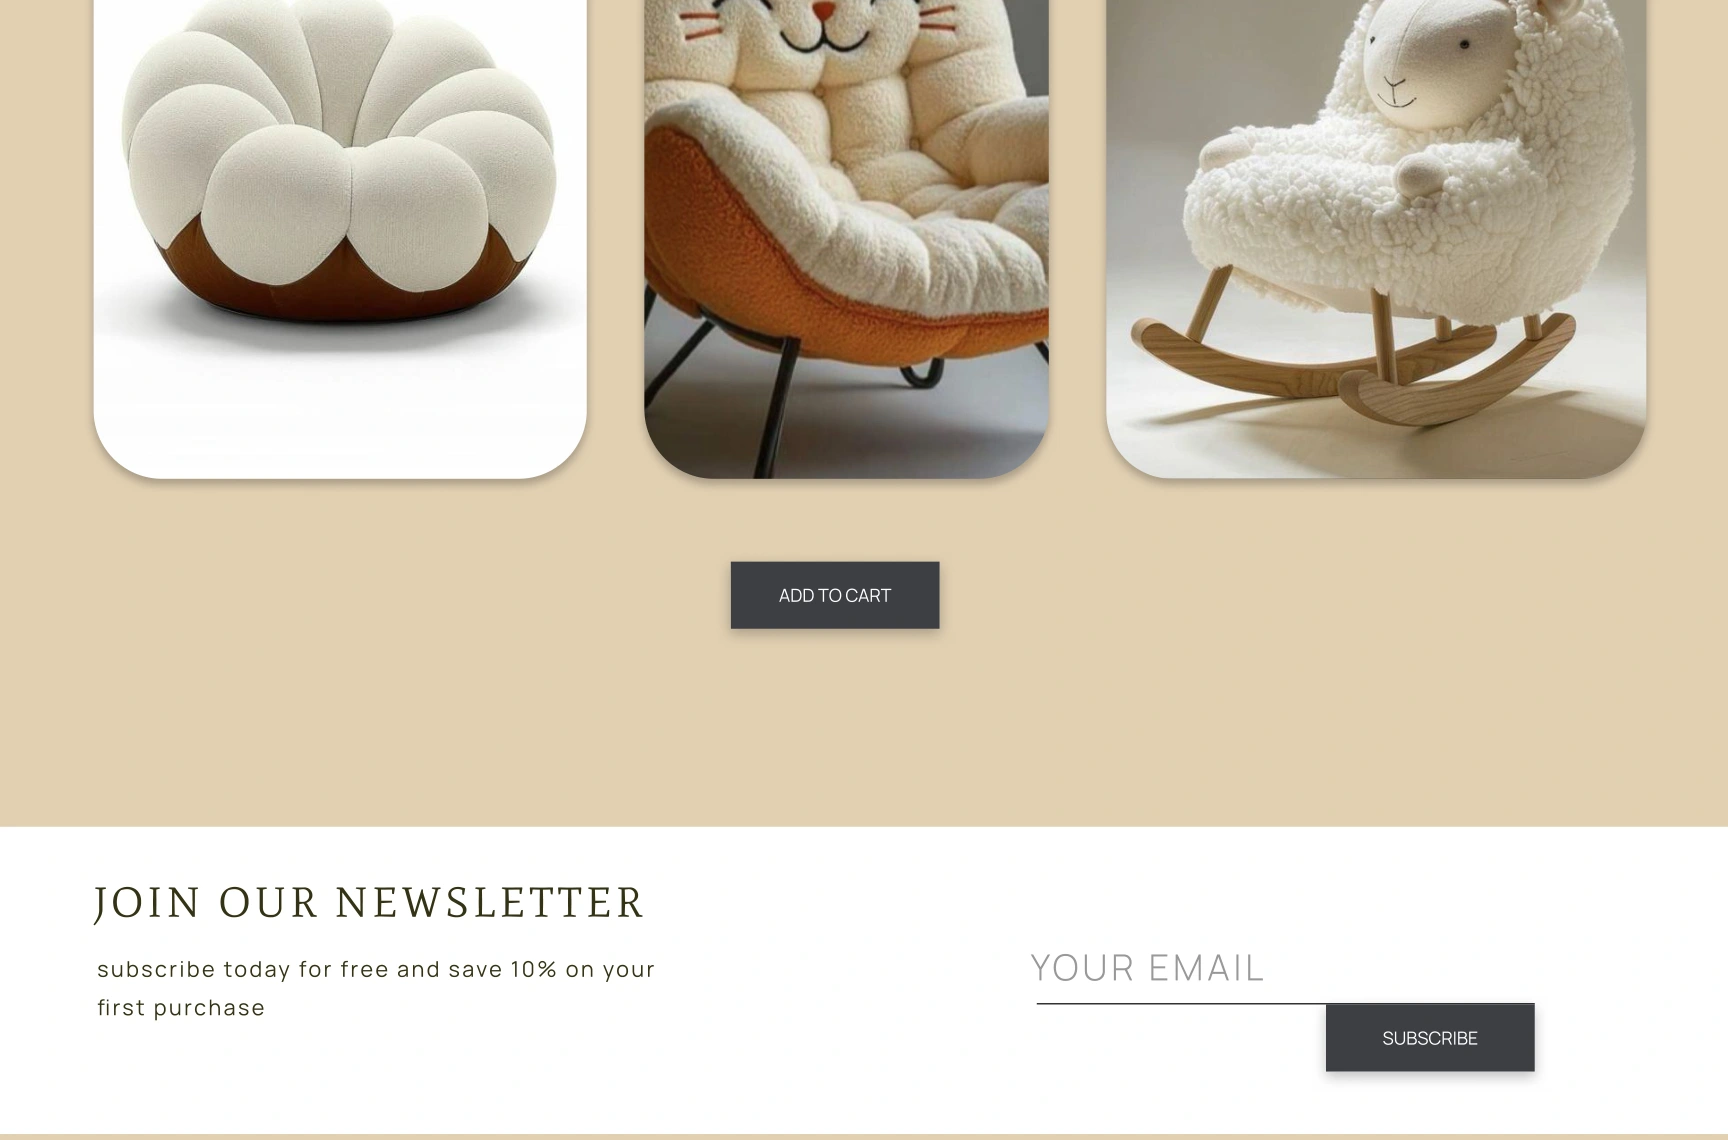 ADD TO CART
JOIN OUR NEWSLETTER
subscribe today for free and save 10% on your
first purchase
YOUR EMAIL
SUBSCRIBE